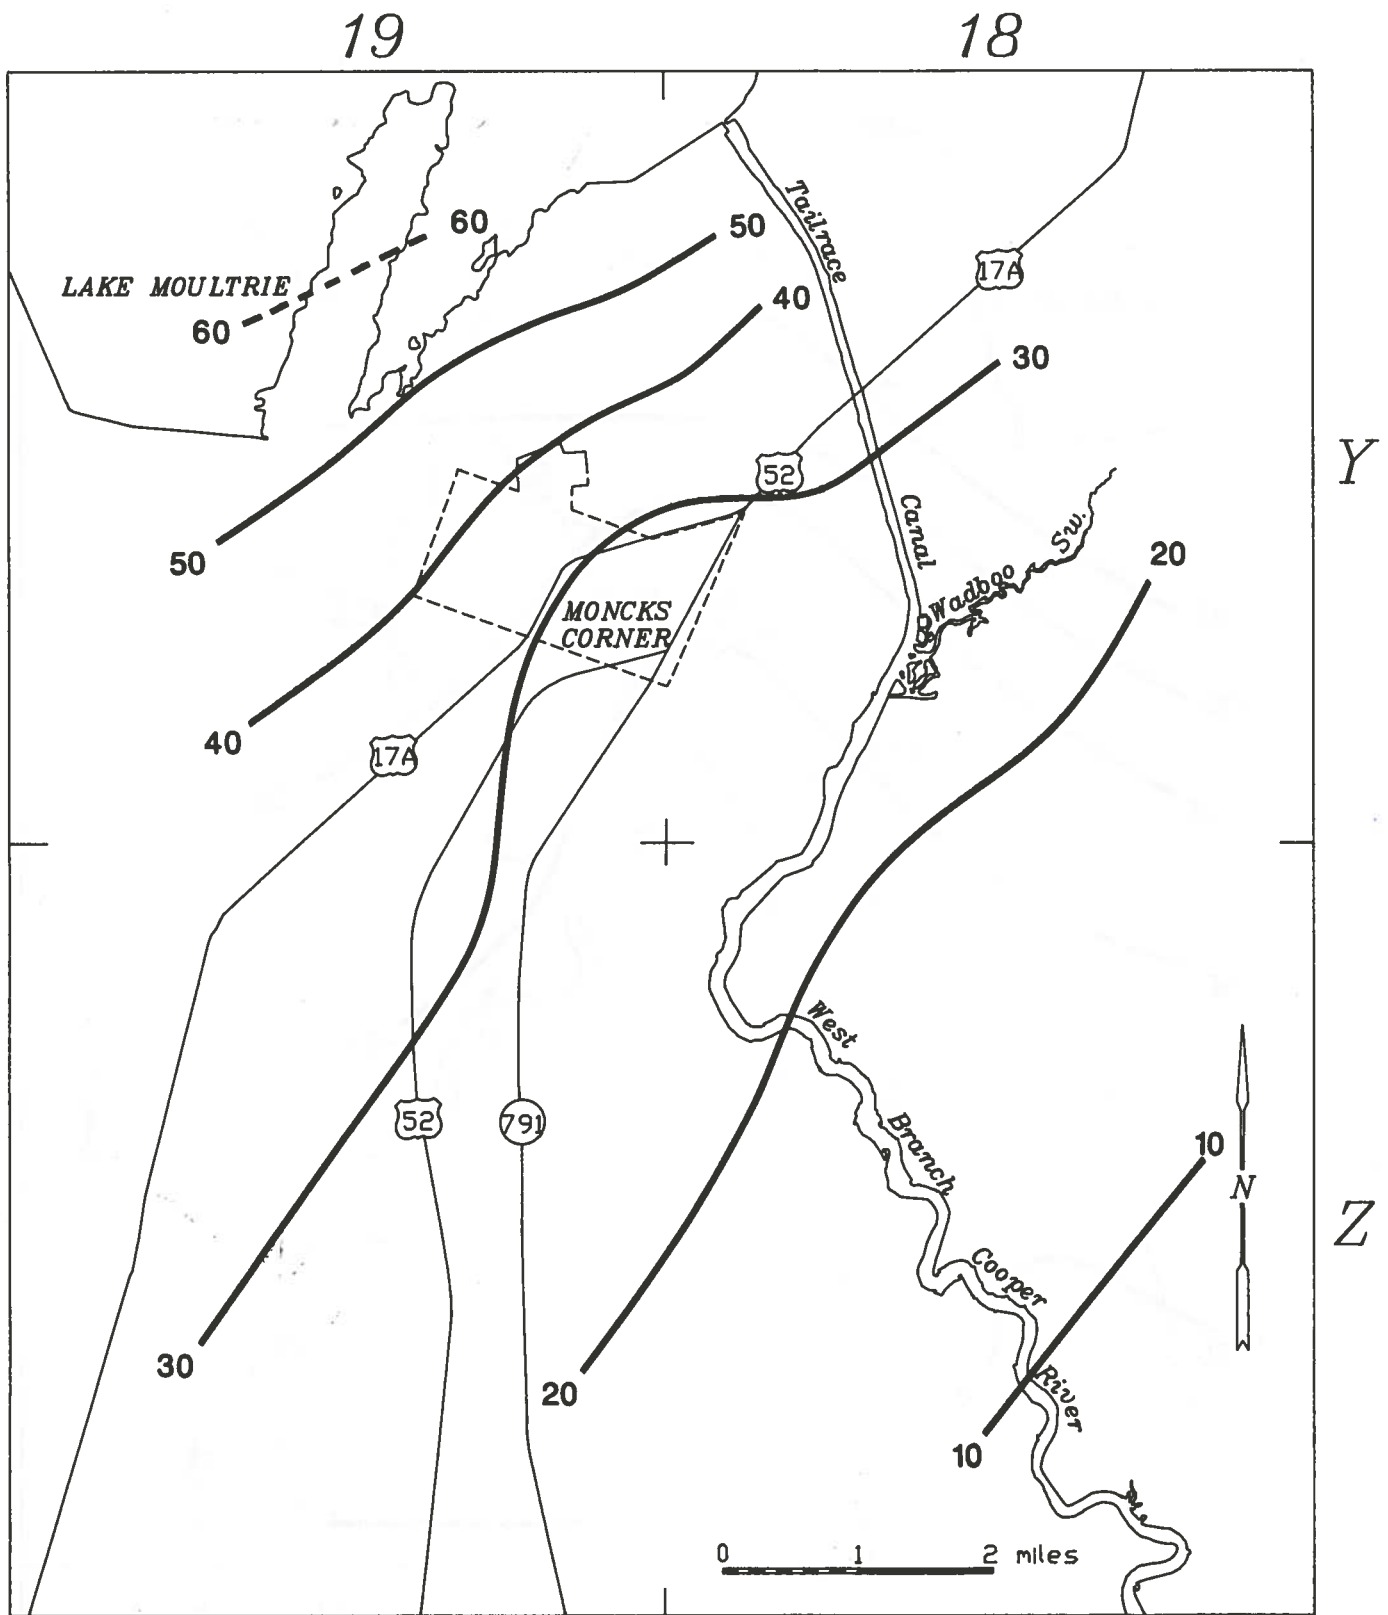 19 18
Tailrace
60
50
17A
LAKE MOULTRIE
60
40
30
Y
52
Canal
Wadboo Sw.
20
50
MONCKS
CORNER
40
17A
West
52
791
Branch
10
N
Z
Cooper
River
30
20
10
0 1 2 miles